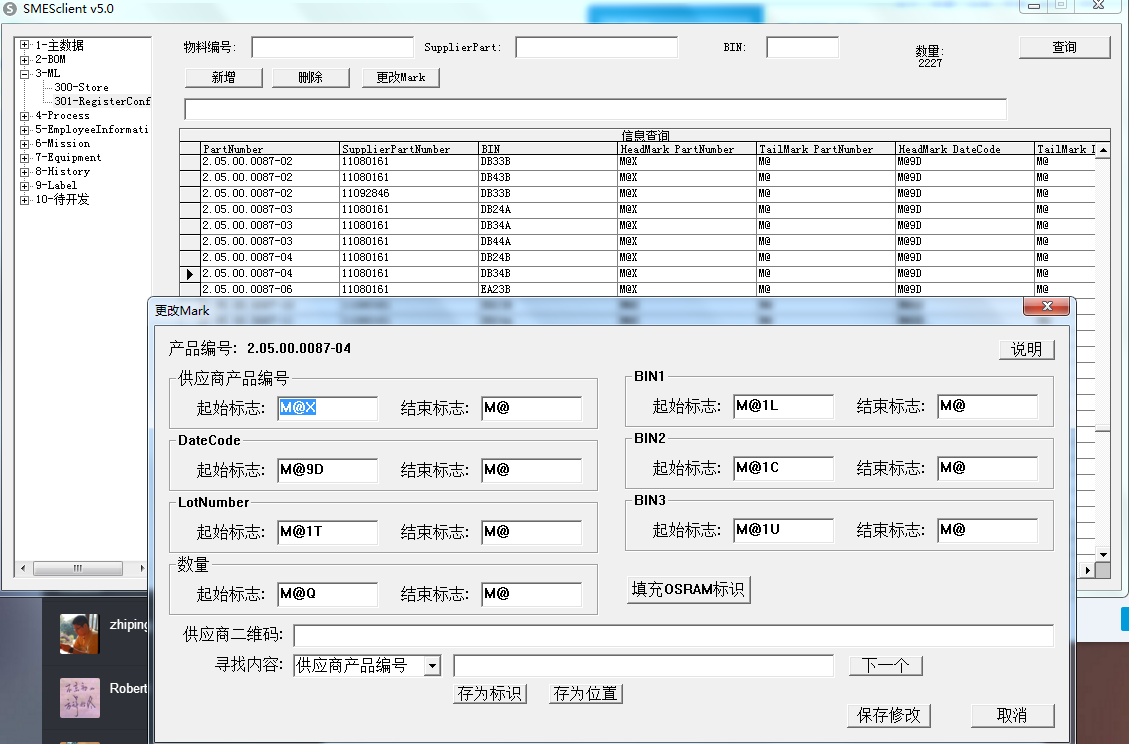 SMESclient v5.0
1-主数据
2-BOM
3-ML
300-Store
301-RegisterConf
4-Process
5-EmployeeInformati
6-Mission
7-Equipment
8-History
9-Label
10-待开发
物料编号: SupplierPart: BIN: 数量: 2227 查询
新增 删除 更改Mark
信息查询
PartNumber SupplierPartNumber BIN HeadMark PartNumber TailMark PartNumber HeadMark DateCode TailMark D
2.05.00.0087-02 11080161 DB33B M@X M@ M@9D M@
2.05.00.0087-02 11080161 DB43B M@X M@ M@9D M@
2.05.00.0087-02 11092846 DB33B M@X M@ M@9D M@
2.05.00.0087-03 11080161 DB24A M@X M@ M@9D M@
2.05.00.0087-03 11080161 DB34A M@X M@ M@9D M@
2.05.00.0087-03 11080161 DB44A M@X M@ M@9D M@
2.05.00.0087-04 11080161 DB24B M@X M@ M@9D M@
2.05.00.0087-04 11080161 DB34B M@X M@ M@9D M@
2.05.00.0087-06 11080161 EA23B M@X M@ M@9D M@
更改Mark
产品编号: 2.05.00.0087-04 说明
供应商产品编号
起始标志: M@X 结束标志: M@
DateCode
起始标志: M@9D 结束标志: M@
LotNumber
起始标志: M@1T 结束标志: M@
数量
起始标志: M@Q 结束标志: M@
BIN1
起始标志: M@1L 结束标志: M@
BIN2
起始标志: M@1C 结束标志: M@
BIN3
起始标志: M@1U 结束标志: M@
填充OSRAM标识
供应商二维码:
寻找内容: 供应商产品编号 下一个
存为标识 存为位置
保存修改 取消
zhiping
Robert